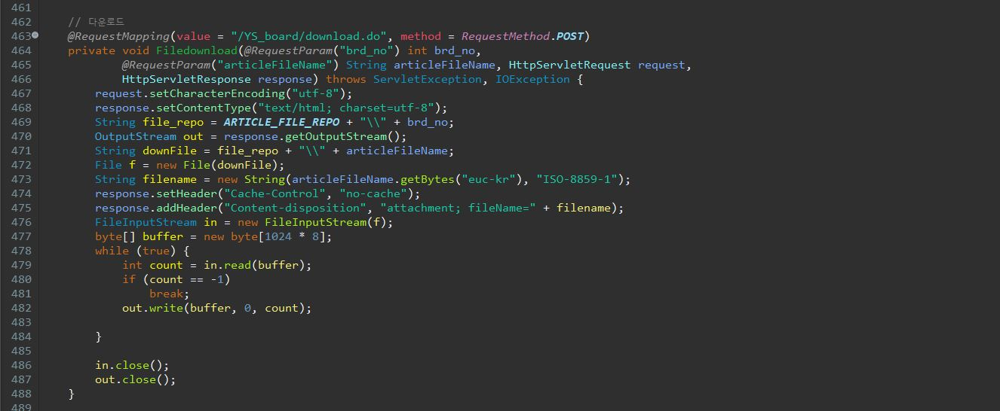 461
462 // 다운로드
463 @RequestMapping(value = "/YS_board/download.do", method = RequestMethod.POST)
464 private void Filedownload(@RequestParam("brd_no") int brd_no,
465 @RequestParam("articleFileName") String articleFileName, HttpServletRequest request,
466 HttpServletResponse response) throws ServletException, IOException {
467 request.setCharacterEncoding("utf-8");
468 response.setContentType("text/html; charset=utf-8");
469 String file_repo = ARTICLE_FILE_REPO + "\\" + brd_no;
470 OutputStream out = response.getOutputStream();
471 String downFile = file_repo + "\\" + articleFileName;
472 File f = new File(downFile);
473 String filename = new String(articleFileName.getBytes("euc-kr"), "ISO-8859-1");
474 response.setHeader("Cache-Control", "no-cache");
475 response.addHeader("Content-disposition", "attachment; fileName=" + filename);
476 FileInputStream in = new FileInputStream(f);
477 byte[] buffer = new byte[1024 * 8];
478 while (true) {
479 int count = in.read(buffer);
480 if (count == -1)
481 break;
482 out.write(buffer, 0, count);
483
484 }
485
486 in.close();
487 out.close();
488 }
489